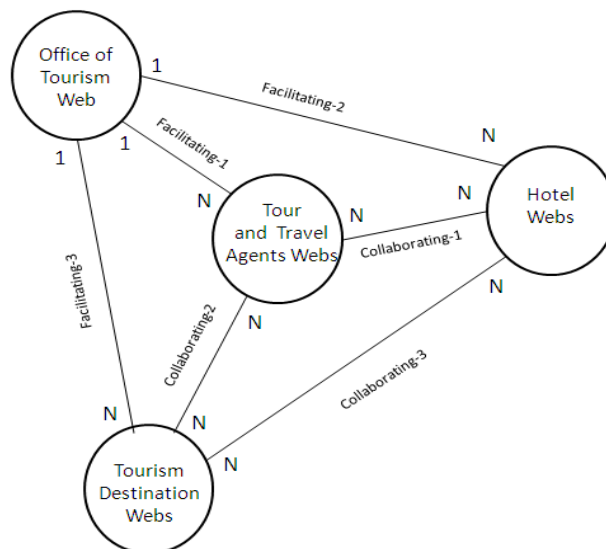 Office of
Tourism
Web
1
Facilitating-2
N
1
1
Facilitating-1
N
Tour
and Travel
Agents Webs
N
Collaborating-1
N
Hotel
Webs
Facilitating-3
Collaborating-2
N
Collaborating-3
N
N
N
N
Tourism
Destination
Webs